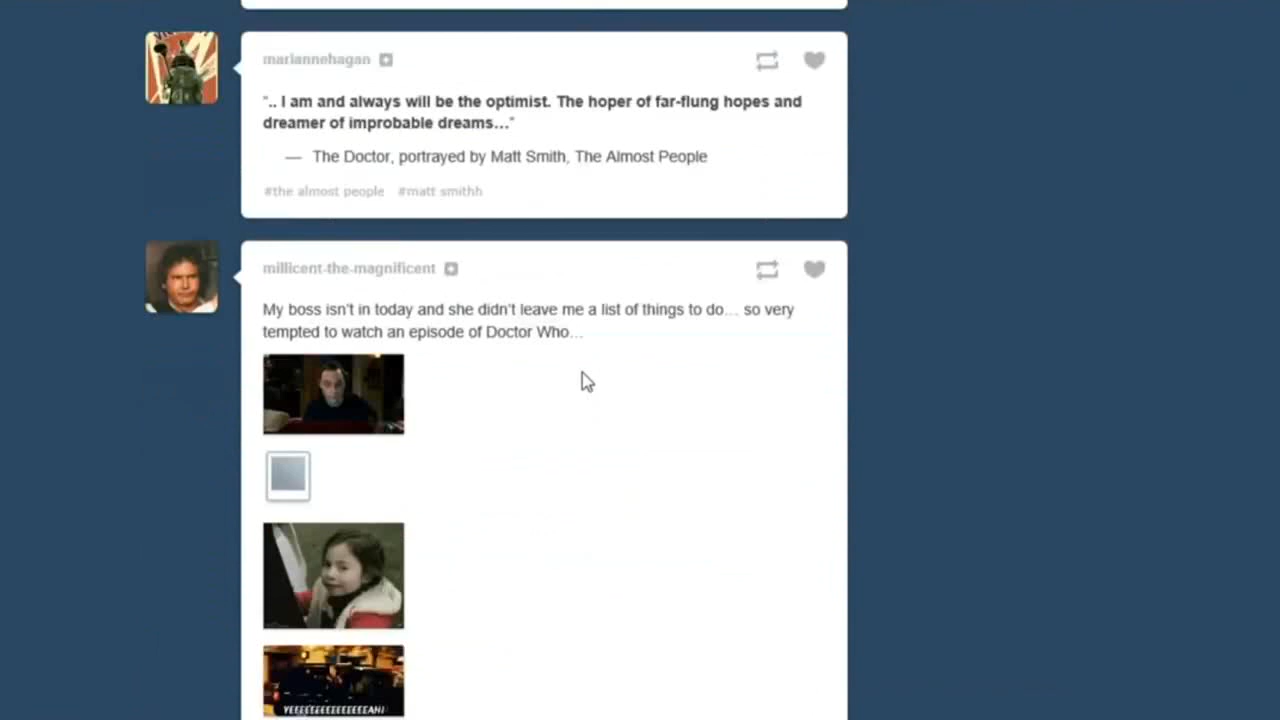 mariannehagan
“.. I am and always will be the optimist. The hoper of far-flung hopes and
dreamer of improbable dreams…”
— The Doctor, portrayed by Matt Smith, The Almost People
#the almost people #matt smithh
millicent-the-magnificent
My boss isn't in today and she didn't leave me a list of things to do… so very
tempted to watch an episode of Doctor Who…